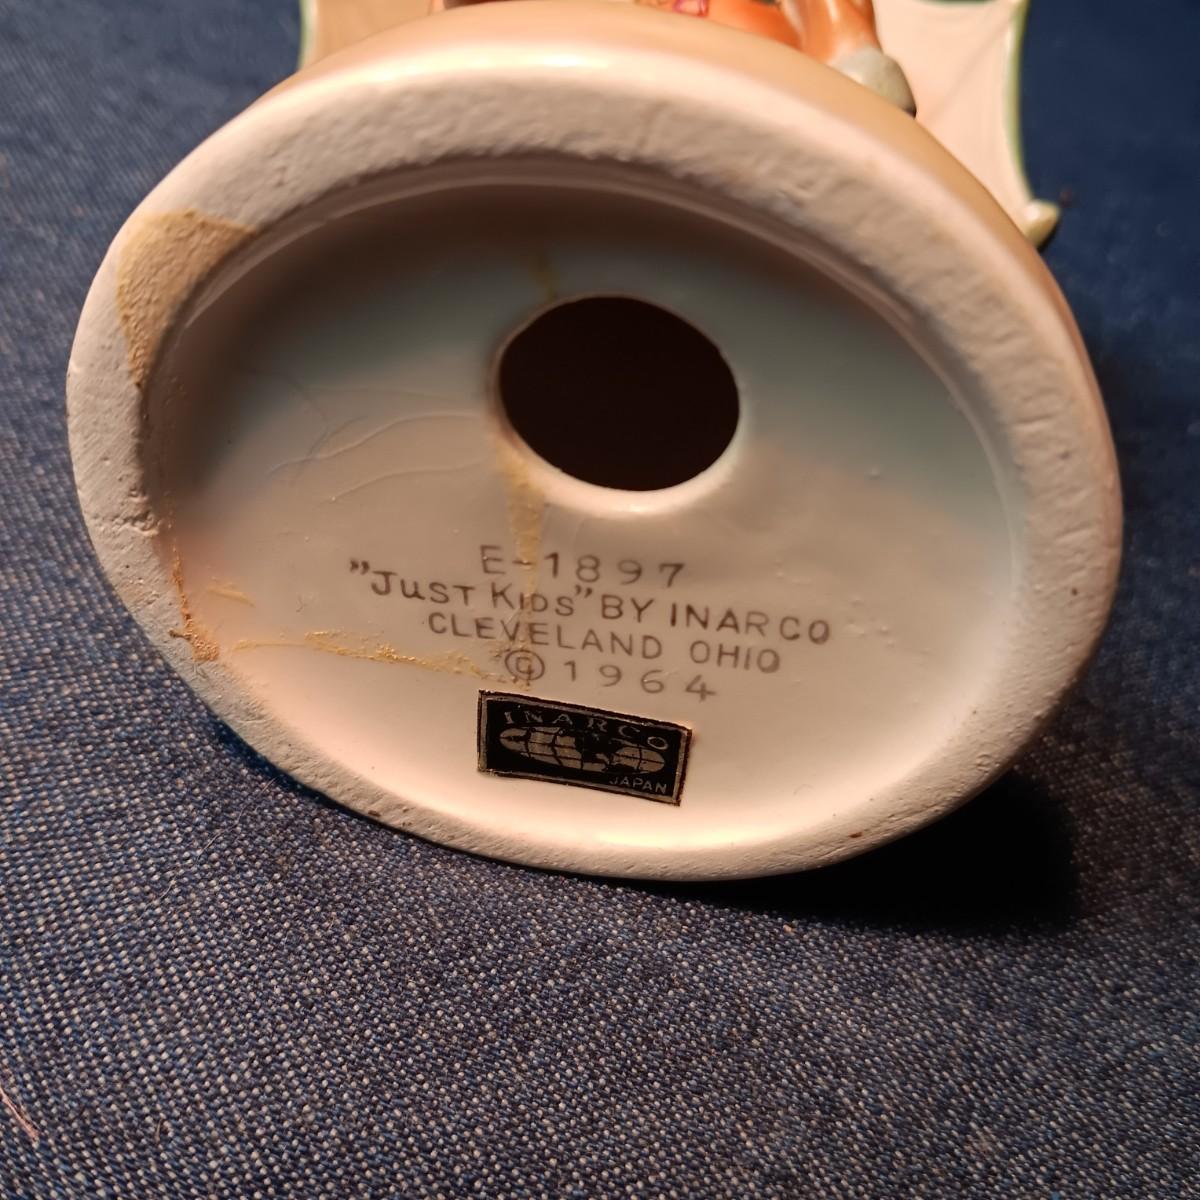 E-1897
"JUST KIDS" BY INARCO
CLEVELAND OHIO
© 1964
INARCO
JAPAN